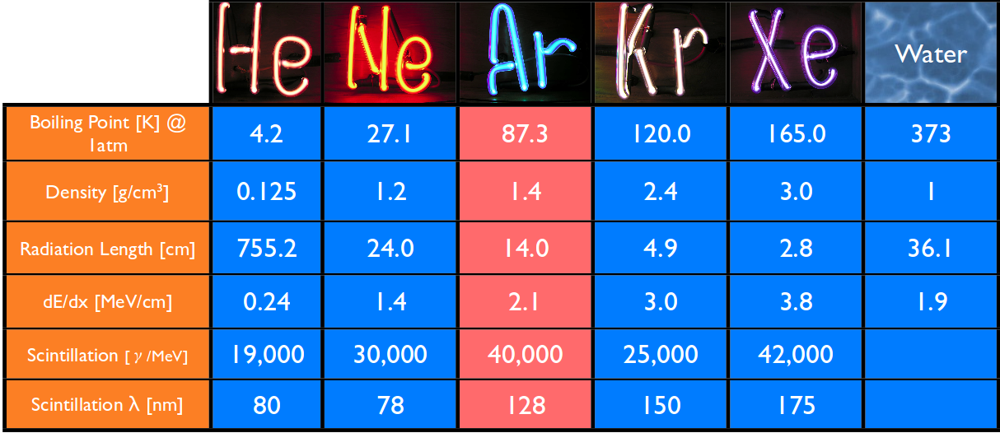 He Ne Ar Kr Xe Water
Boiling Point [K] @
1atm
4.2 27.1 87.3 120.0 165.0 373
Density [g/cm³] 0.125 1.2 1.4 2.4 3.0 1
Radiation Length [cm] 755.2 24.0 14.0 4.9 2.8 36.1
dE/dx [MeV/cm] 0.24 1.4 2.1 3.0 3.8 1.9
Scintillation [ γ /MeV] 19,000 30,000 40,000 25,000 42,000
Scintillation λ [nm] 80 78 128 150 175